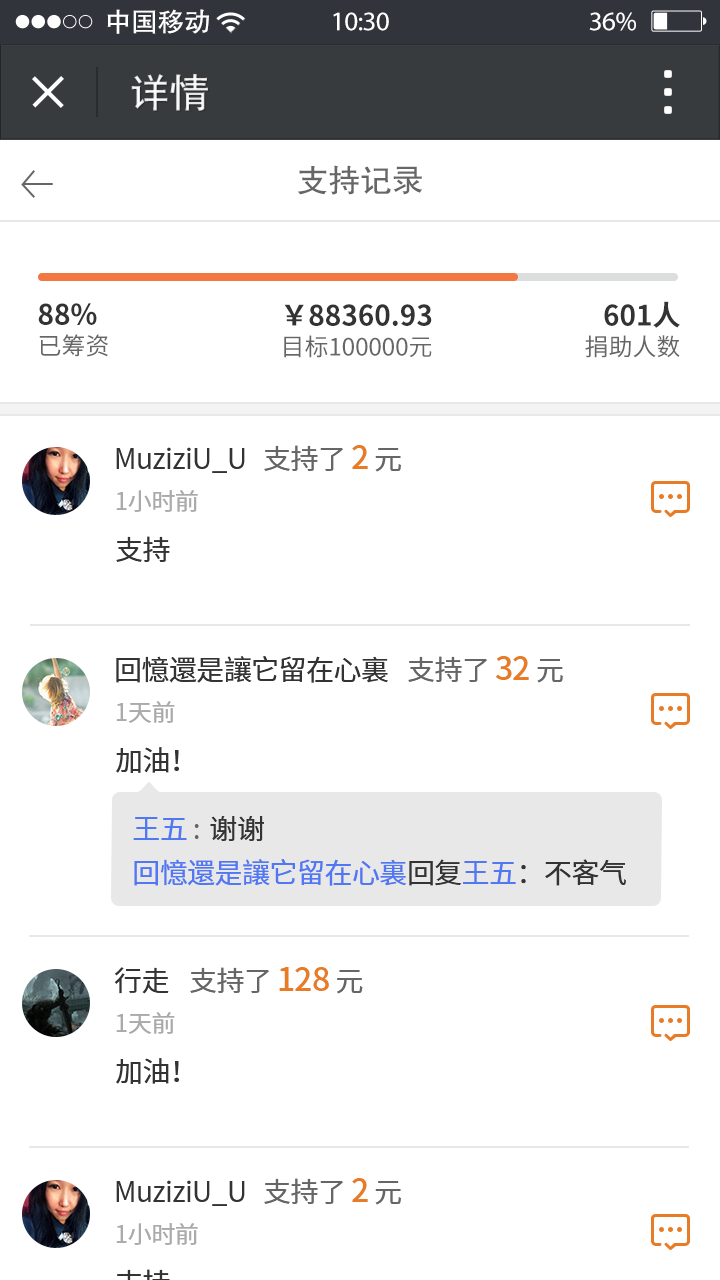 中国移动 10:30 36%
详情
支持记录
88% ￥88360.93 601人
已筹资 目标100000元 捐助人数
MuziziU_U 支持了 2 元
1小时前
支持
回憶還是讓它留在心裏 支持了 32 元
1天前
加油！
王五 : 谢谢
回憶還是讓它留在心裏回复王五：不客气
行走 支持了 128 元
1天前
加油！
MuziziU_U 支持了 2 元
1小时前
支持